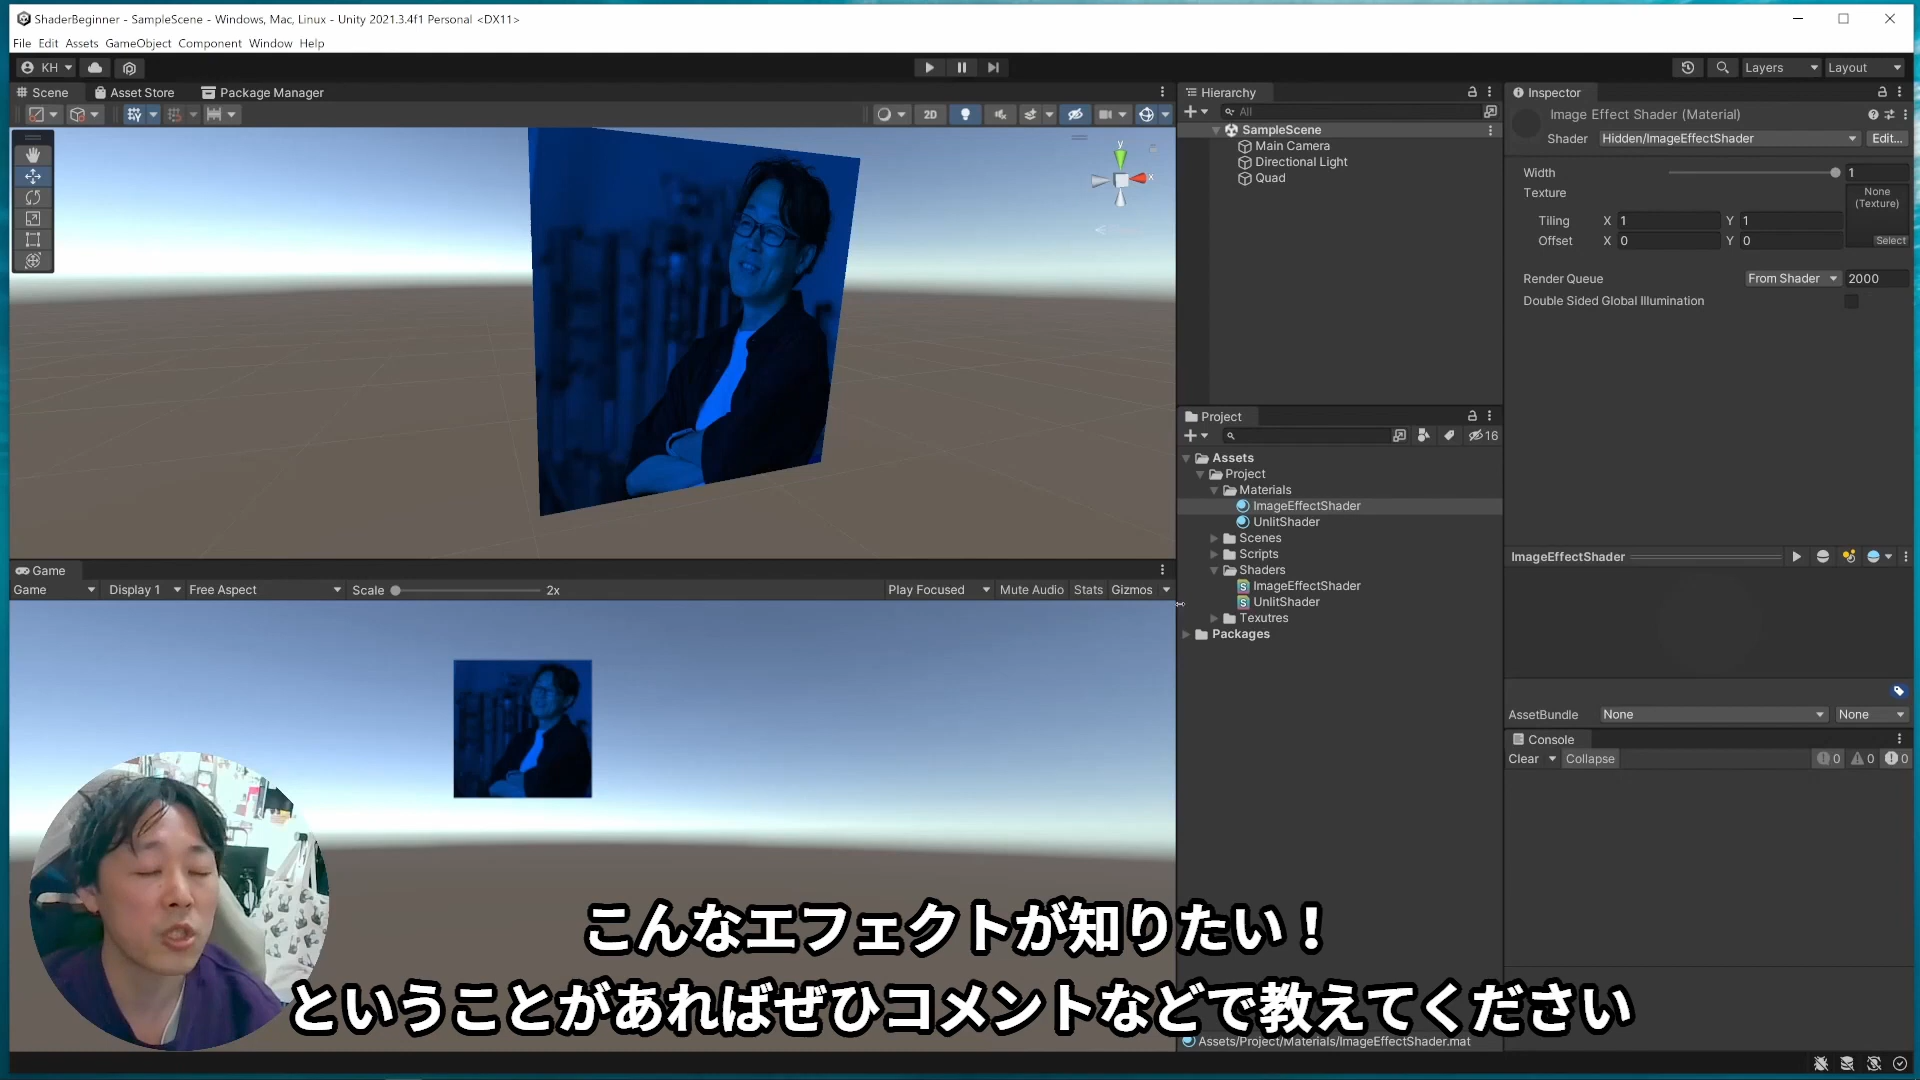 ShaderBeginner - SampleScene - Windows, Mac, Linux - Unity 2021.3.4f1 Personal <DX11>
File Edit Assets GameObject Component Window Help
KH
Layers
Layout
Scene
Asset Store
Package Manager
2D
y
x
Hierarchy
All
SampleScene
Main Camera
Directional Light
Quad
Inspector
Image Effect Shader (Material)
Shader
Hidden/ImageEffectShader
Edit...
Width
1
Texture
None
(Texture)
Tiling X 1 Y 1
Offset X 0 Y 0
Select
Render Queue
From Shader
2000
Double Sided Global Illumination
Project
16
Assets
Project
Materials
ImageEffectShader
UnlitShader
Scenes
Scripts
Shaders
ImageEffectShader
UnlitShader
Texutres
Packages
Game
Game
Display 1
Free Aspect
Scale
2x
Play Focused
Mute Audio
Stats
Gizmos
ImageEffectShader
AssetBundle
None
None
Console
Clear
Collapse
0
0
0
こんなエフェクトが知りたい！
ということがあればぜひコメントなどで教えてください
Assets/Project/Materials/ImageEffectShader.mat